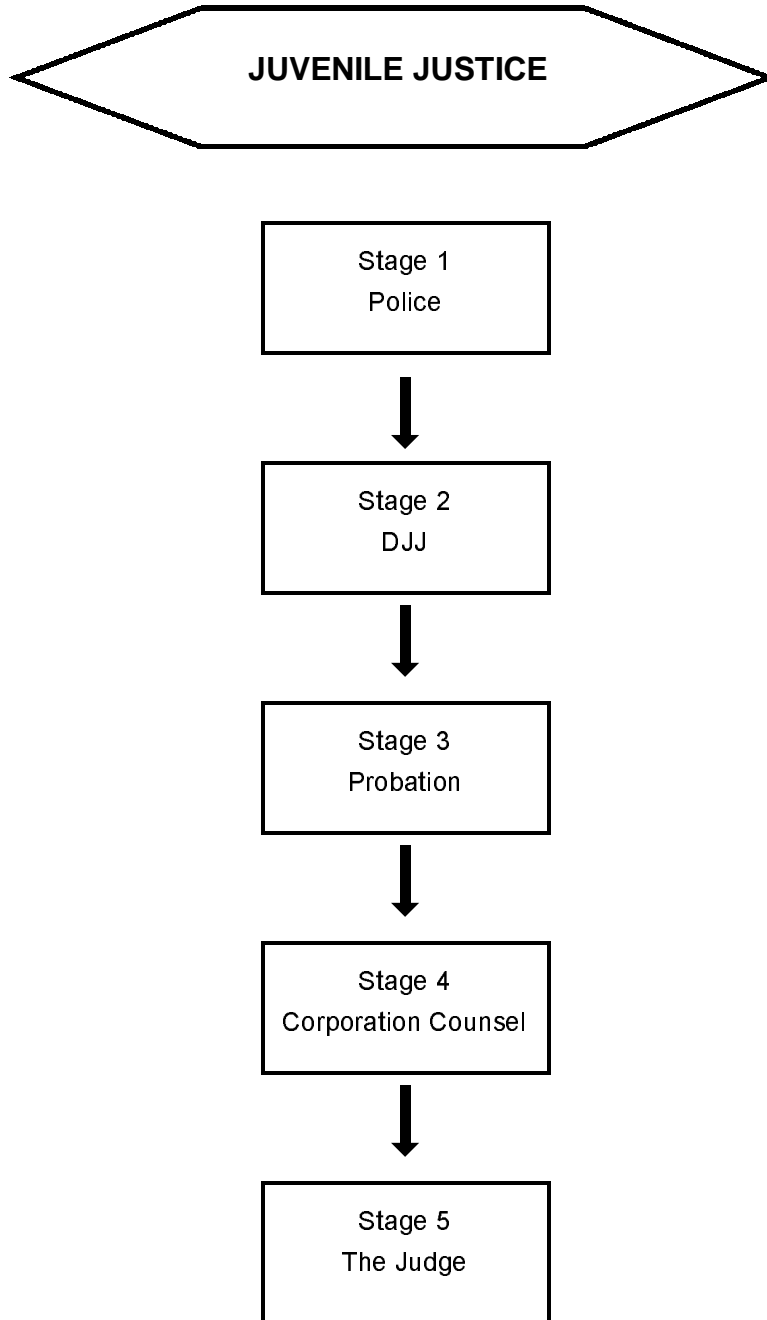 JUVENILE JUSTICE
Stage 1
Police
Stage 2
DJJ
Stage 3
Probation
Stage 4
Corporation Counsel
Stage 5
The Judge